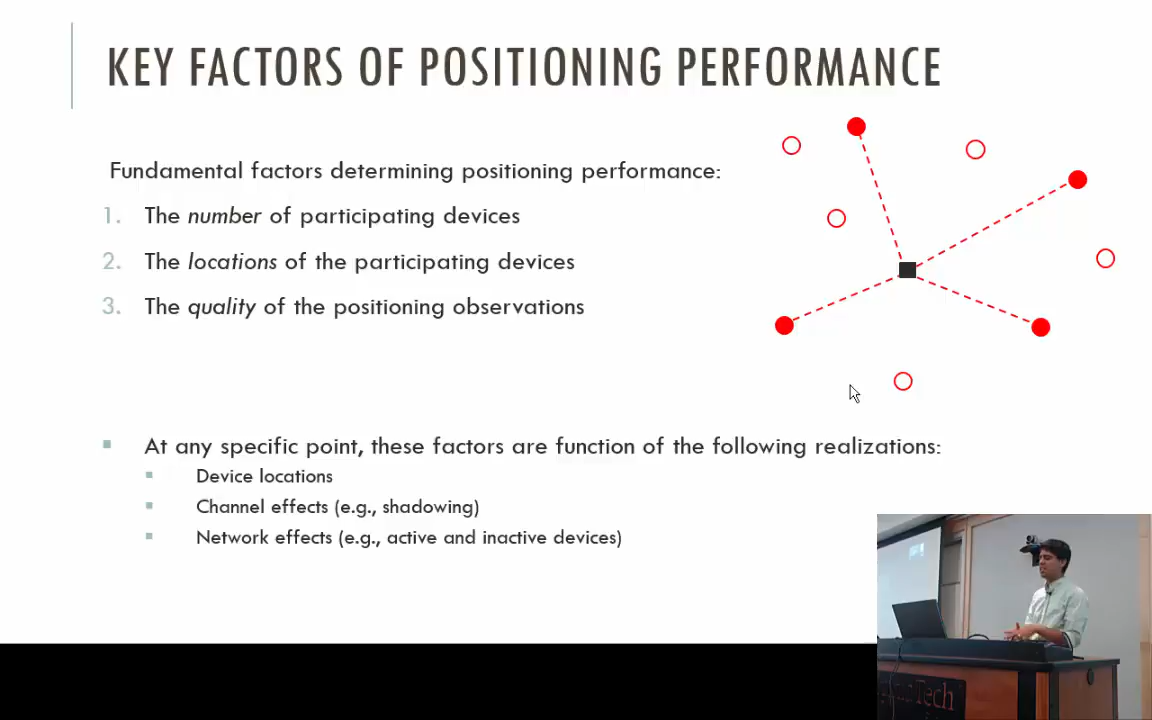 KEY FACTORS OF POSITIONING PERFORMANCE
Fundamental factors determining positioning performance:
1. The number of participating devices
2. The locations of the participating devices
3. The quality of the positioning observations
At any specific point, these factors are function of the following realizations:
Device locations
Channel effects (e.g., shadowing)
Network effects (e.g., active and inactive devices)
Tech